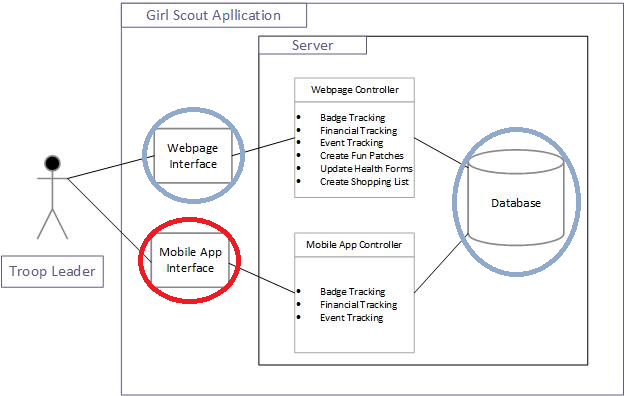 Girl Scout Apllication
Server
Webpage Controller
• Badge Tracking
• Financial Tracking
• Event Tracking
• Create Fun Patches
• Update Health Forms
• Create Shopping List
Webpage
Interface
Database
Troop Leader
Mobile App
Interface
Mobile App Controller
• Badge Tracking
• Financial Tracking
• Event Tracking